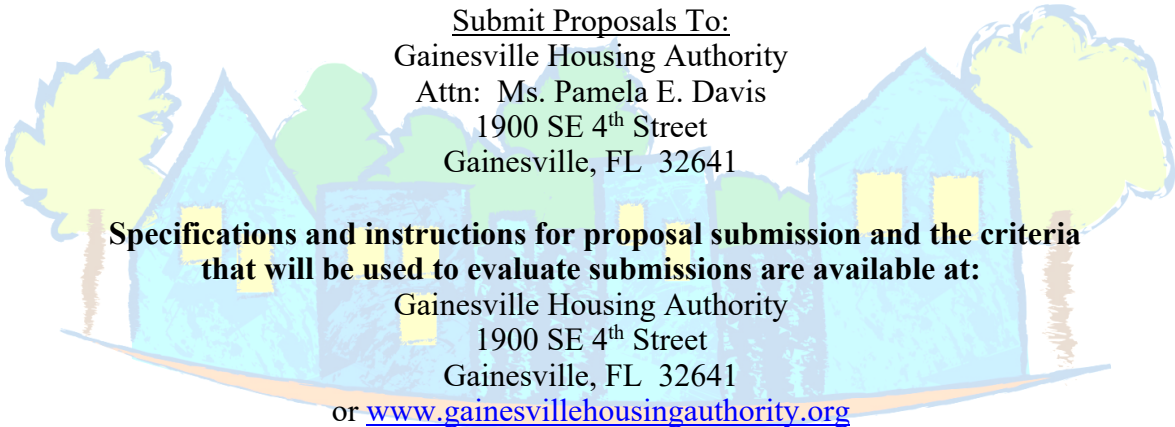 Submit Proposals To:
Gainesville Housing Authority
Attn:  Ms. Pamela E. Davis
1900 SE 4th Street
Gainesville, FL  32641
Specifications and instructions for proposal submission and the criteria
that will be used to evaluate submissions are available at:
Gainesville Housing Authority
1900 SE 4th Street
Gainesville, FL  32641
or www.gainesvillehousingauthority.org